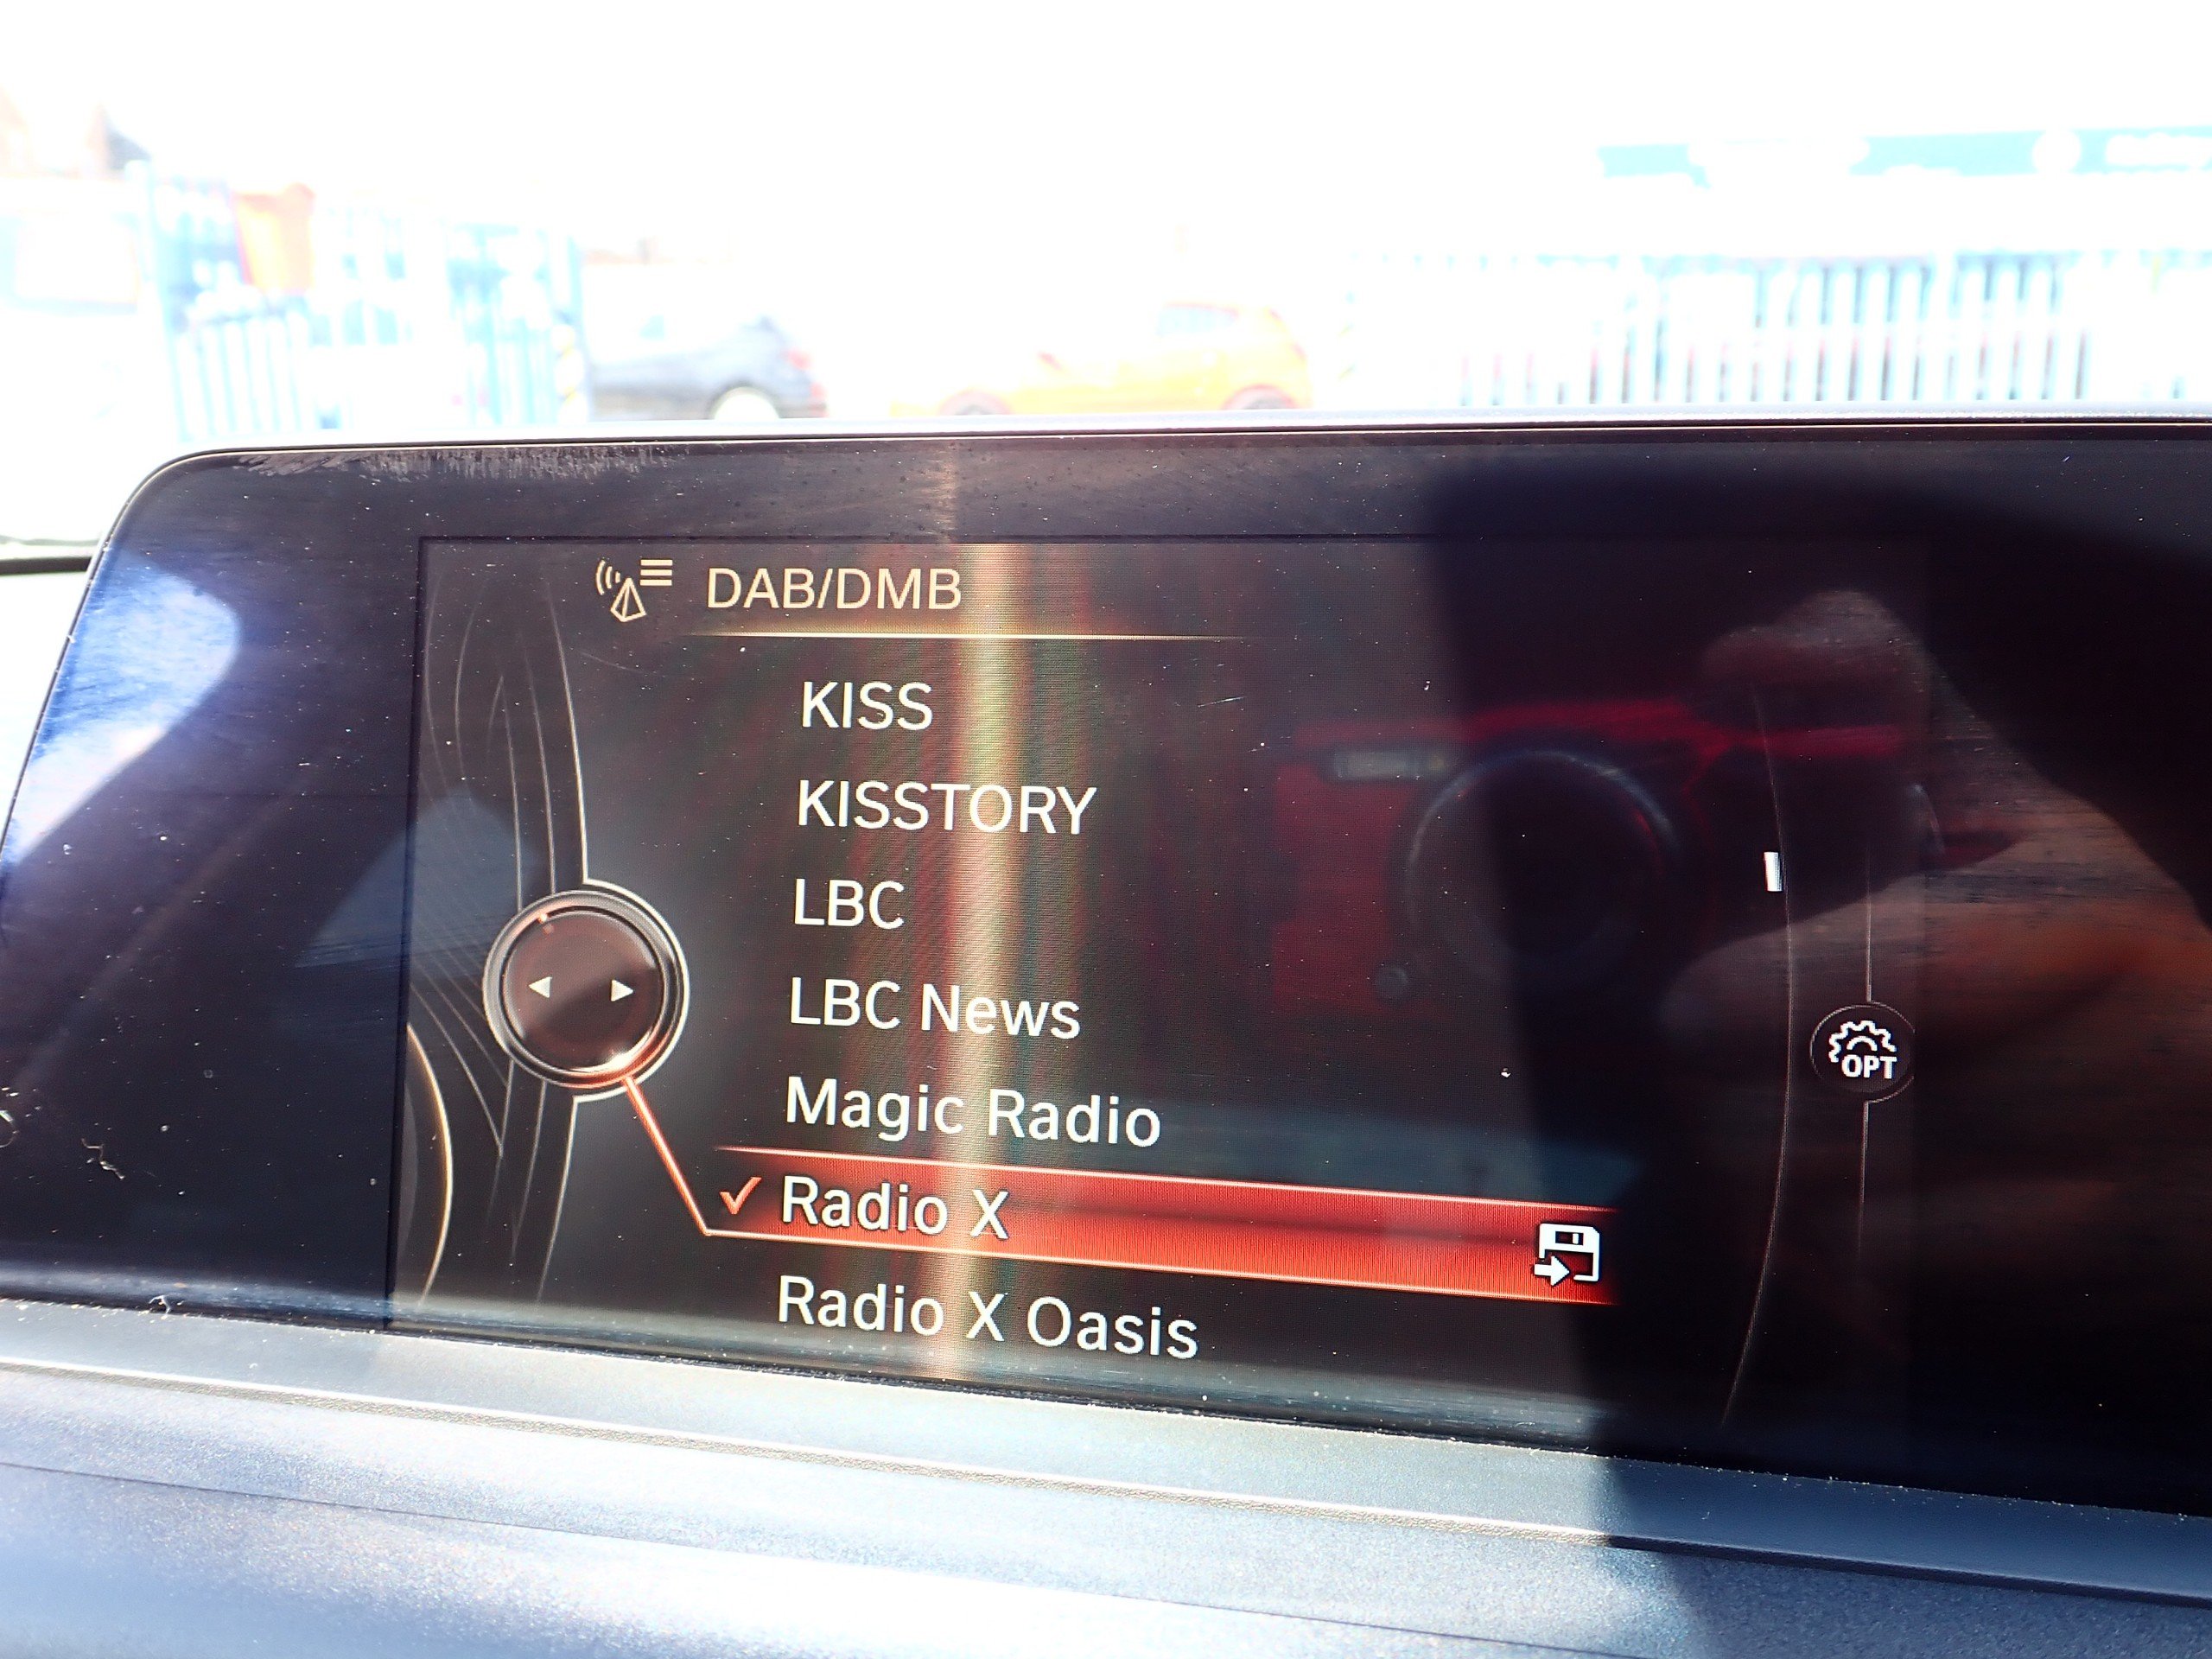 DAB/DMB
KISS
KISSTORY
LBC
LBC News
Magic Radio
Radio X
OPT
Radio X Oasis